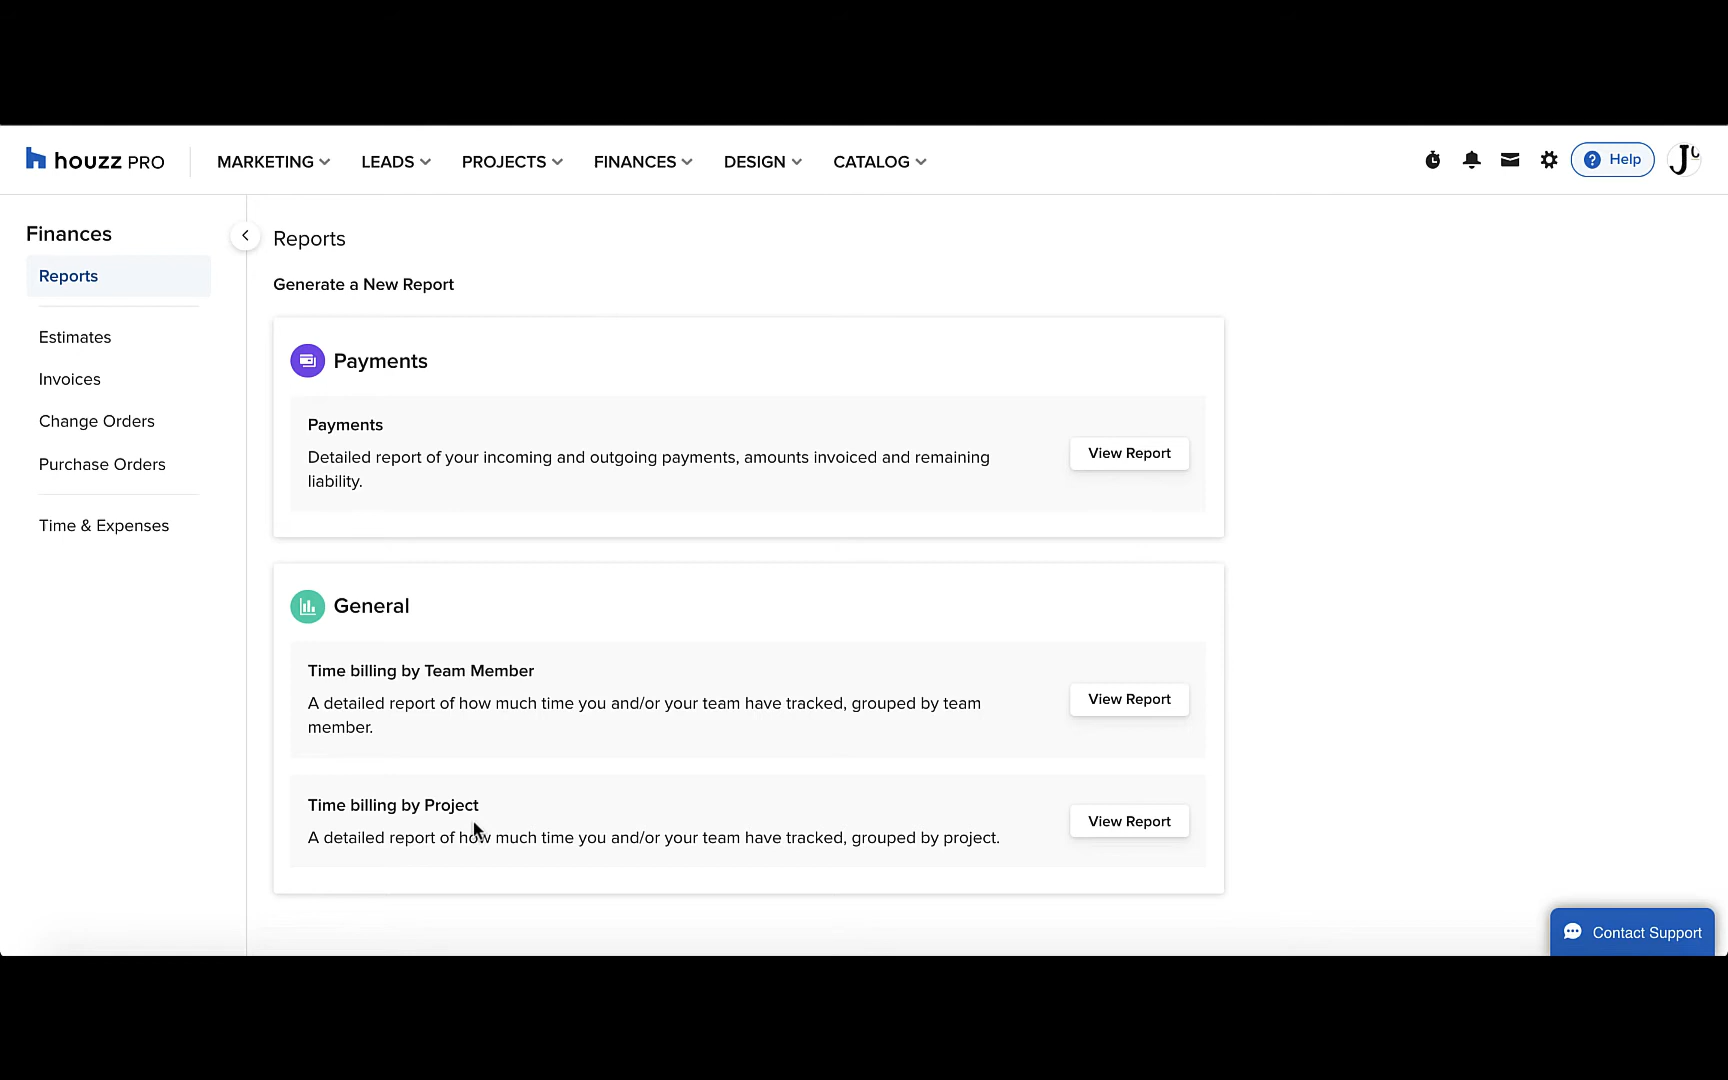 houzz PRO
MARKETING
LEADS
PROJECTS
FINANCES
DESIGN
CATALOG
? Help
Finances
Reports
Estimates
Invoices
Change Orders
Purchase Orders
Time & Expenses
Reports
Generate a New Report
Payments
Payments
Detailed report of your incoming and outgoing payments, amounts invoiced and remaining
liability.
View Report
General
Time billing by Team Member
A detailed report of how much time you and/or your team have tracked, grouped by team
member.
View Report
Time billing by Project
A detailed report of how much time you and/or your team have tracked, grouped by project.
View Report
Contact Support